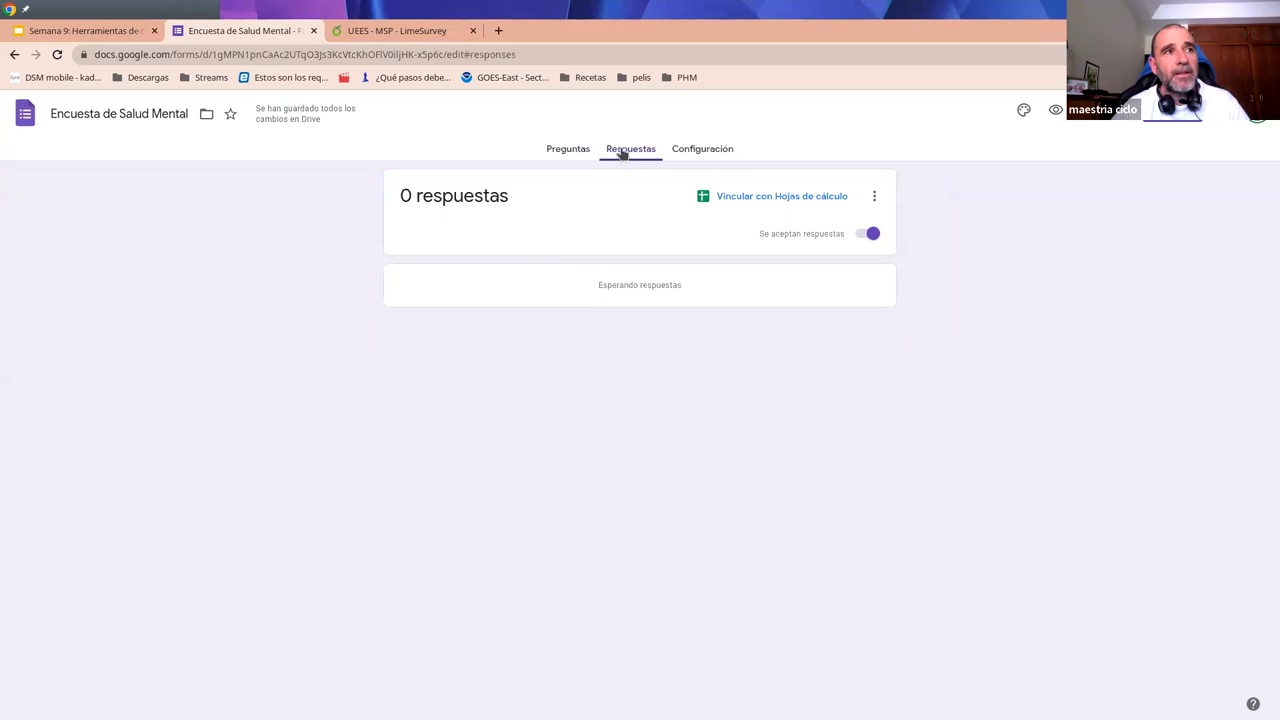 Semana 9: Herramientas de c
Encuesta de Salud Mental - Fo
UEES - MSP - LimeSurvey
docs.google.com/forms/d/1gMPN1pnCaAc2UTqO3Js3KcVtcKhOFlV0iljHK-x5p6c/edit#responses
DSM mobile - kad...
Descargas
Streams
Estos son los req...
¿Qué pasos debe...
GOES-East - Sect...
Recetas
pelis
PHM
maestria ciclo
Encuesta de Salud Mental
Se han guardado todos los
cambios en Drive
Preguntas
Respuestas
Configuración
0 respuestas
Vincular con Hojas de cálculo
Se aceptan respuestas
Esperando respuestas